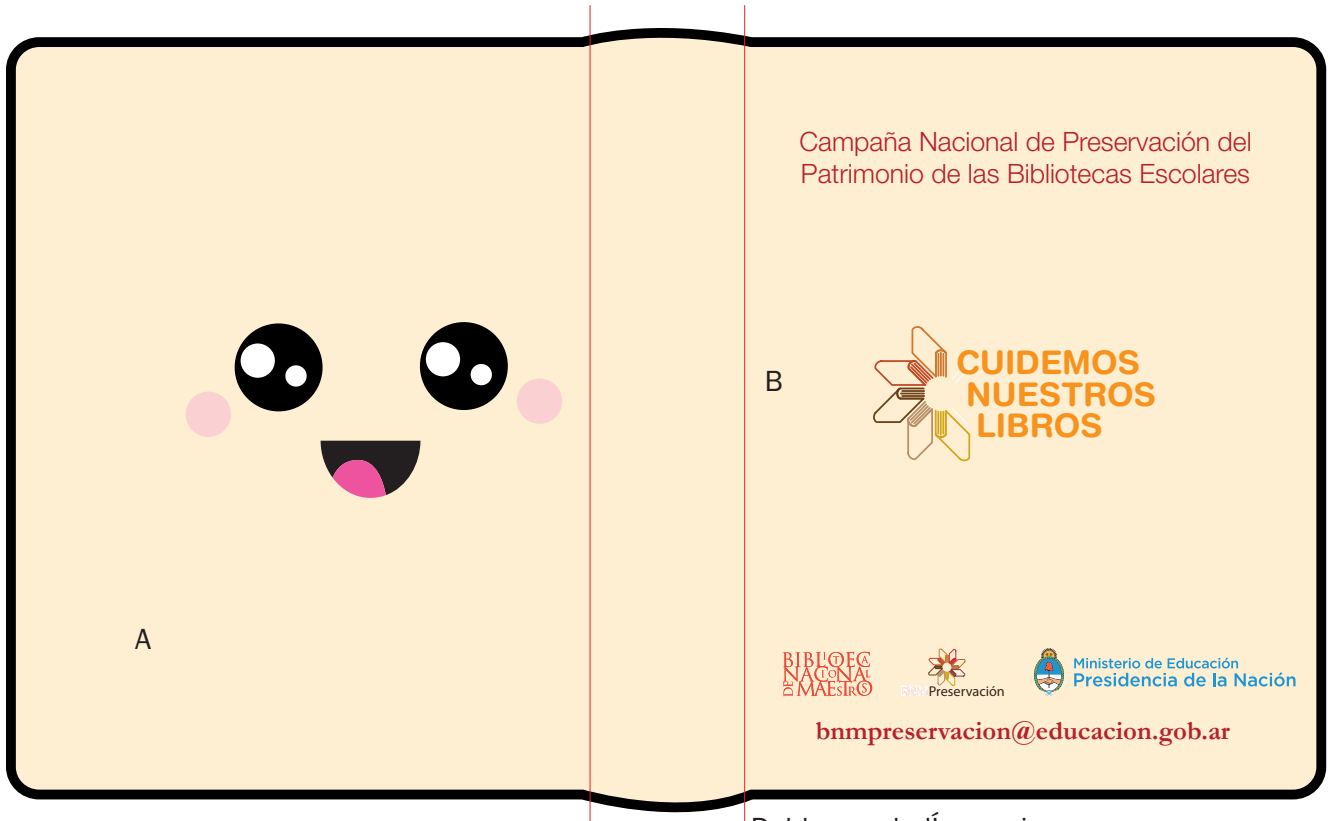 Campaña Nacional de Preservación del
Patrimonio de las Bibliotecas Escolares
B
CUIDEMOS
NUESTROS
LIBROS
A
BIBLIOTECA
NACIONAL
DE MAESTROS
BNMPreservación
Ministerio de Educación
Presidencia de la Nación
bnmpreservacion@educacion.gob.ar